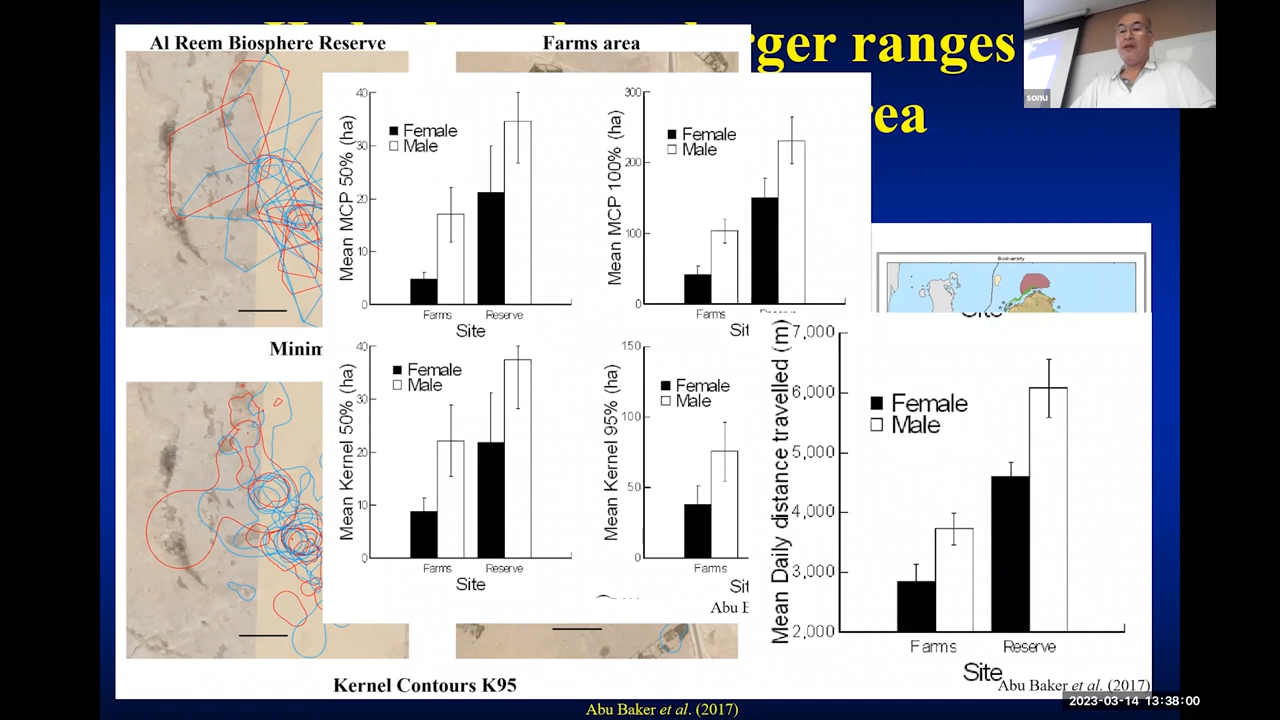 rger ranges
rea
Al Reem Biosphere Reserve
Farms area
sonu
40
30
20
10
0
Mean MCP 50% (ha)
Female
Male
Farms
Reserve
Site
300
200
100
0
Mean MCP 100% (ha)
Female
Male
Farms
Sit
Biodiversity
Minim
40
30
20
10
0
Mean Kernel 50% (ha)
Female
Male
Farms
Reserve
Site
150
100
50
0
Mean Kernel 95% (ha)
Female
Male
Farms
Sit
Abu B
7,000
6,000
5,000
4,000
3,000
2,000
Mean Daily distance travelled (m)
Female
Male
Farms
Reserve
Site
Abu Baker et al. (2017)
Kernel Contours K95
2023-03-14 13:38:00
Abu Baker et al. (2017)